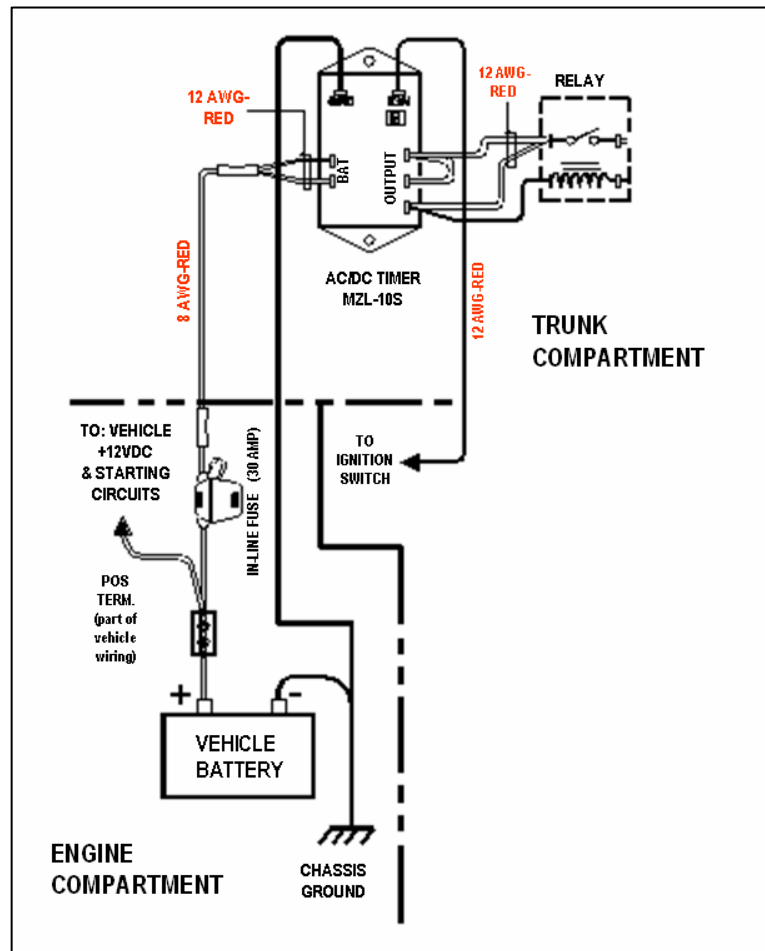 12 AWG-
RED
12 AWG-
RED
RELAY
GRD
IGN
B
BAT
OUTPUT
AC/DC TIMER
MZL-10S
8 AWG-RED
12 AWG-RED
TRUNK
COMPARTMENT
TO: VEHICLE
+12VDC
& STARTING
CIRCUITS
IN-LINE FUSE (30 AMP)
TO
IGNITION
SWITCH
POS
TERM.
(part of
vehicle
wiring)
+
-
VEHICLE
BATTERY
ENGINE
COMPARTMENT
CHASSIS
GROUND